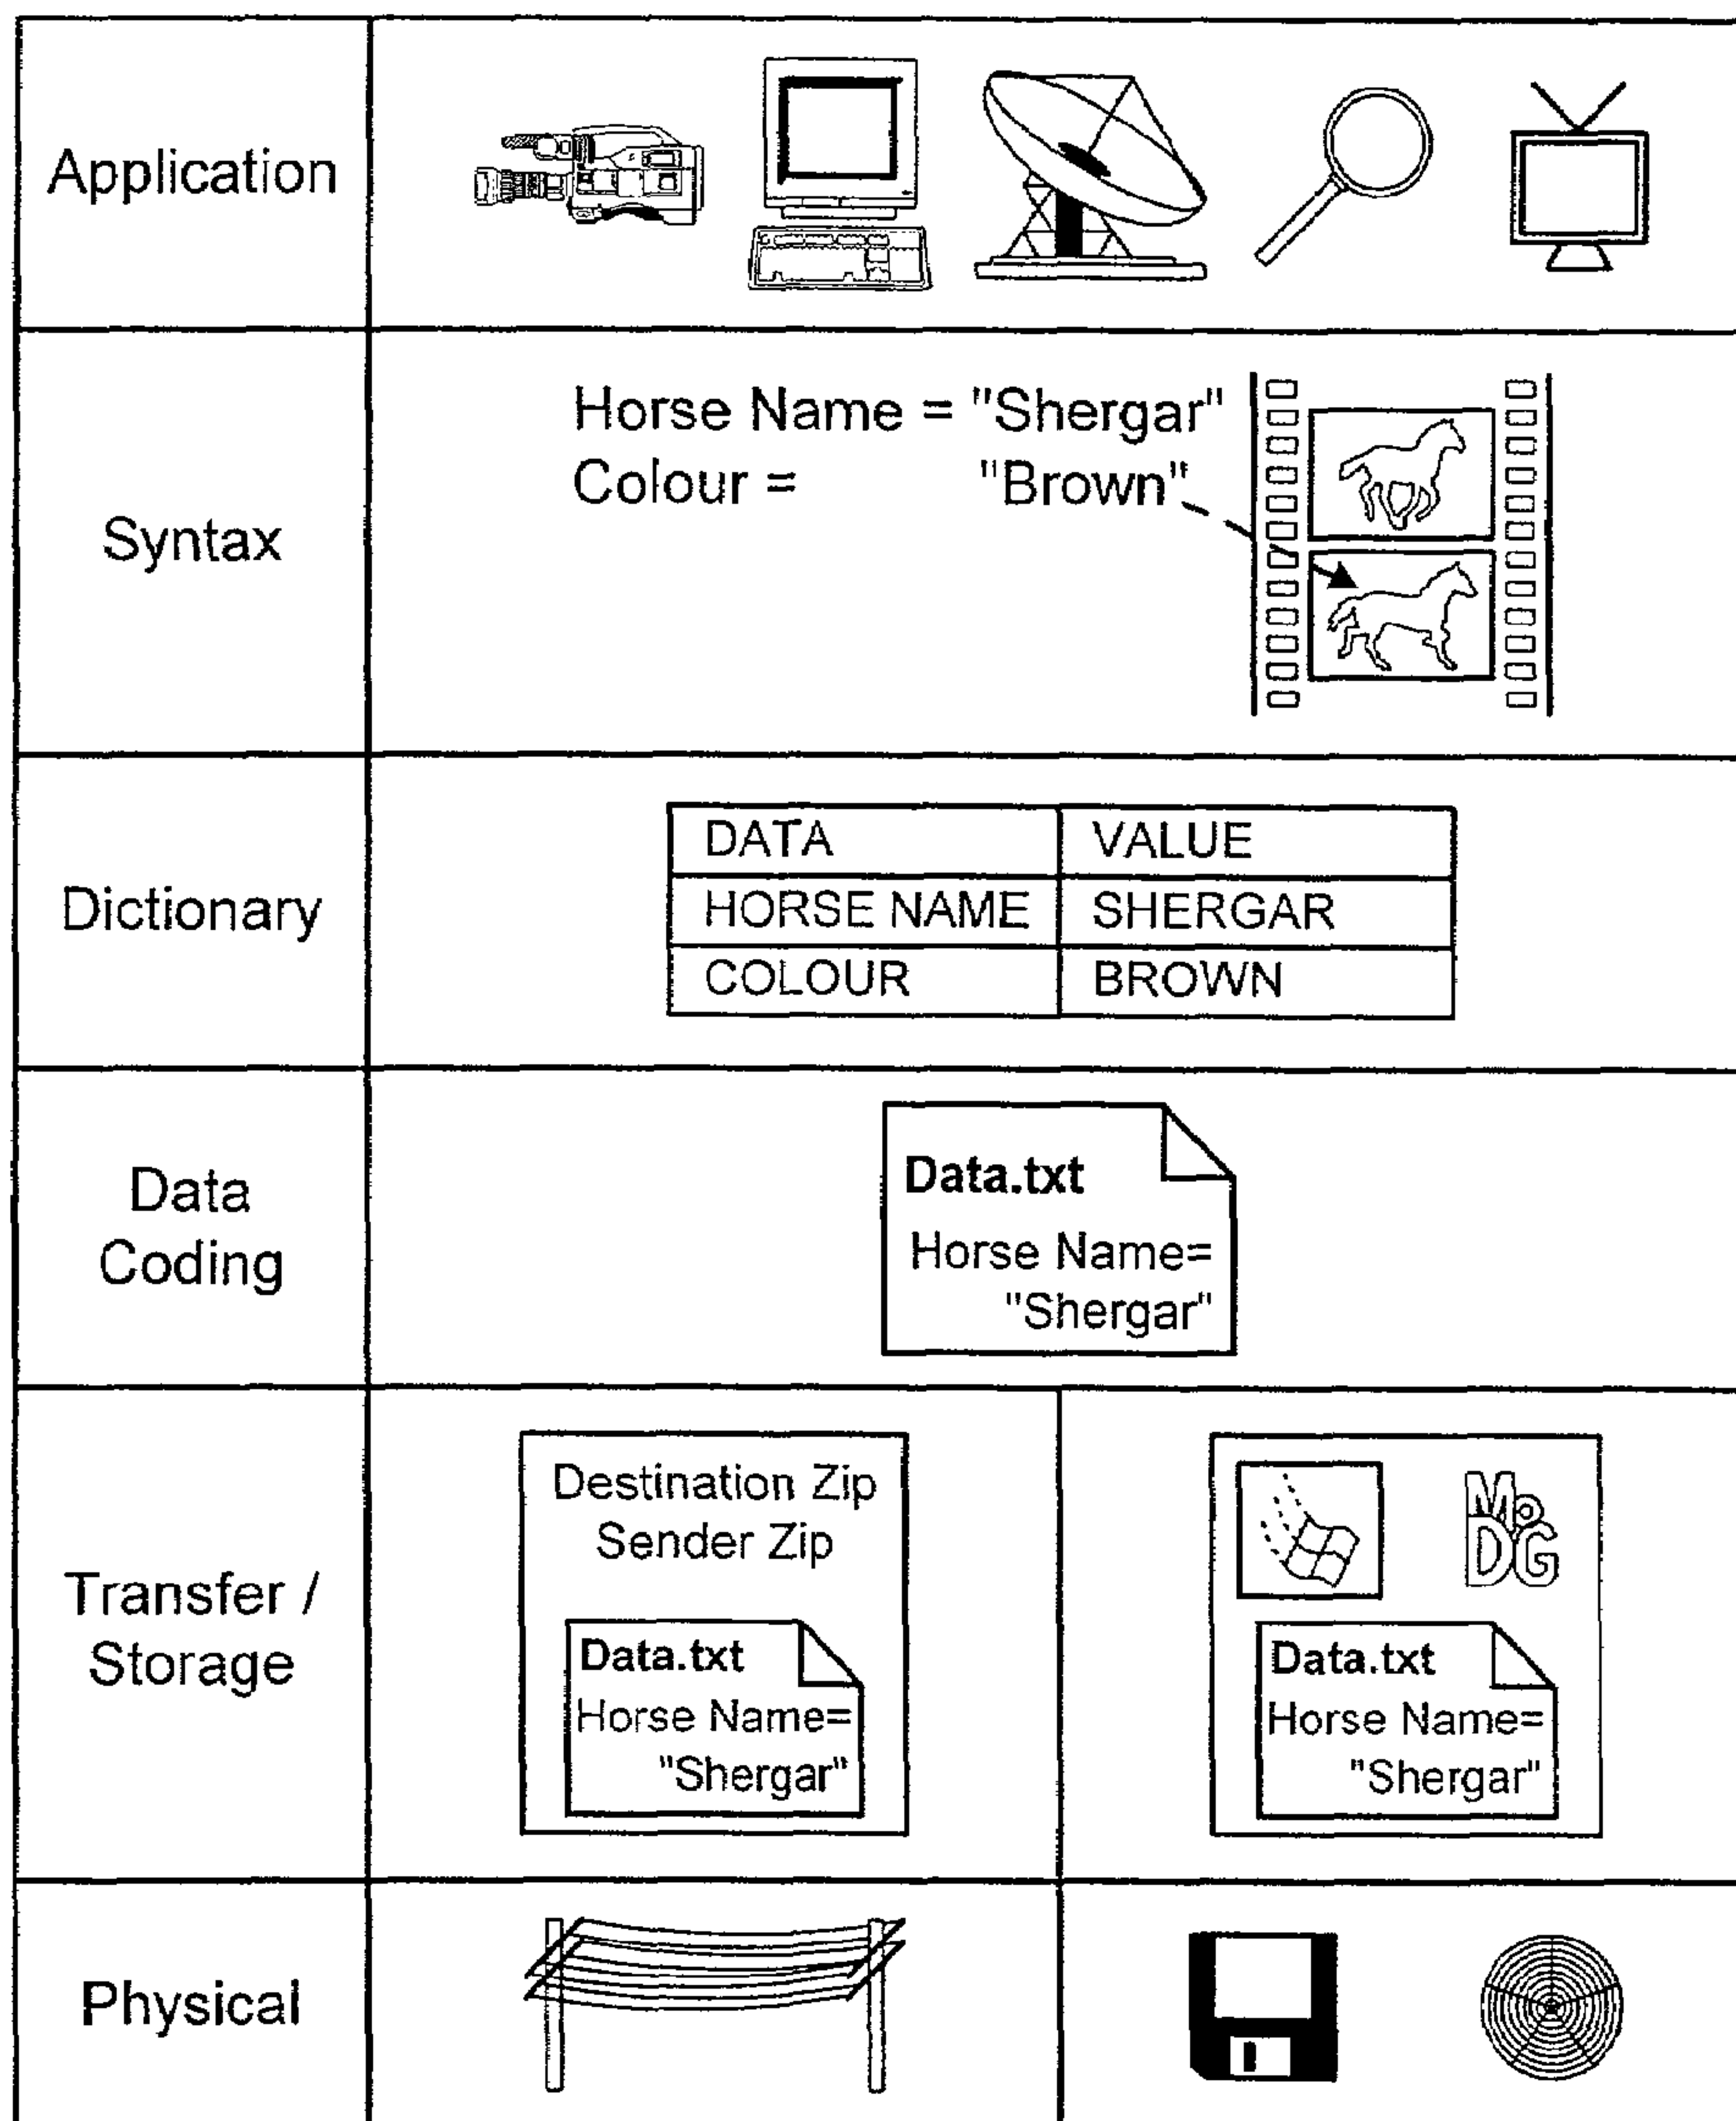 Application
Syntax
Horse Name = "Shergar"
Colour = "Brown"
Dictionary
DATA VALUE
HORSE NAME SHERGAR
COLOUR BROWN
Data
Coding
Data.txt
Horse Name=
"Shergar"
Transfer /
Storage
Destination Zip
Sender Zip
Data.txt
Horse Name=
"Shergar"
MoDG
Data.txt
Horse Name=
"Shergar"
Physical